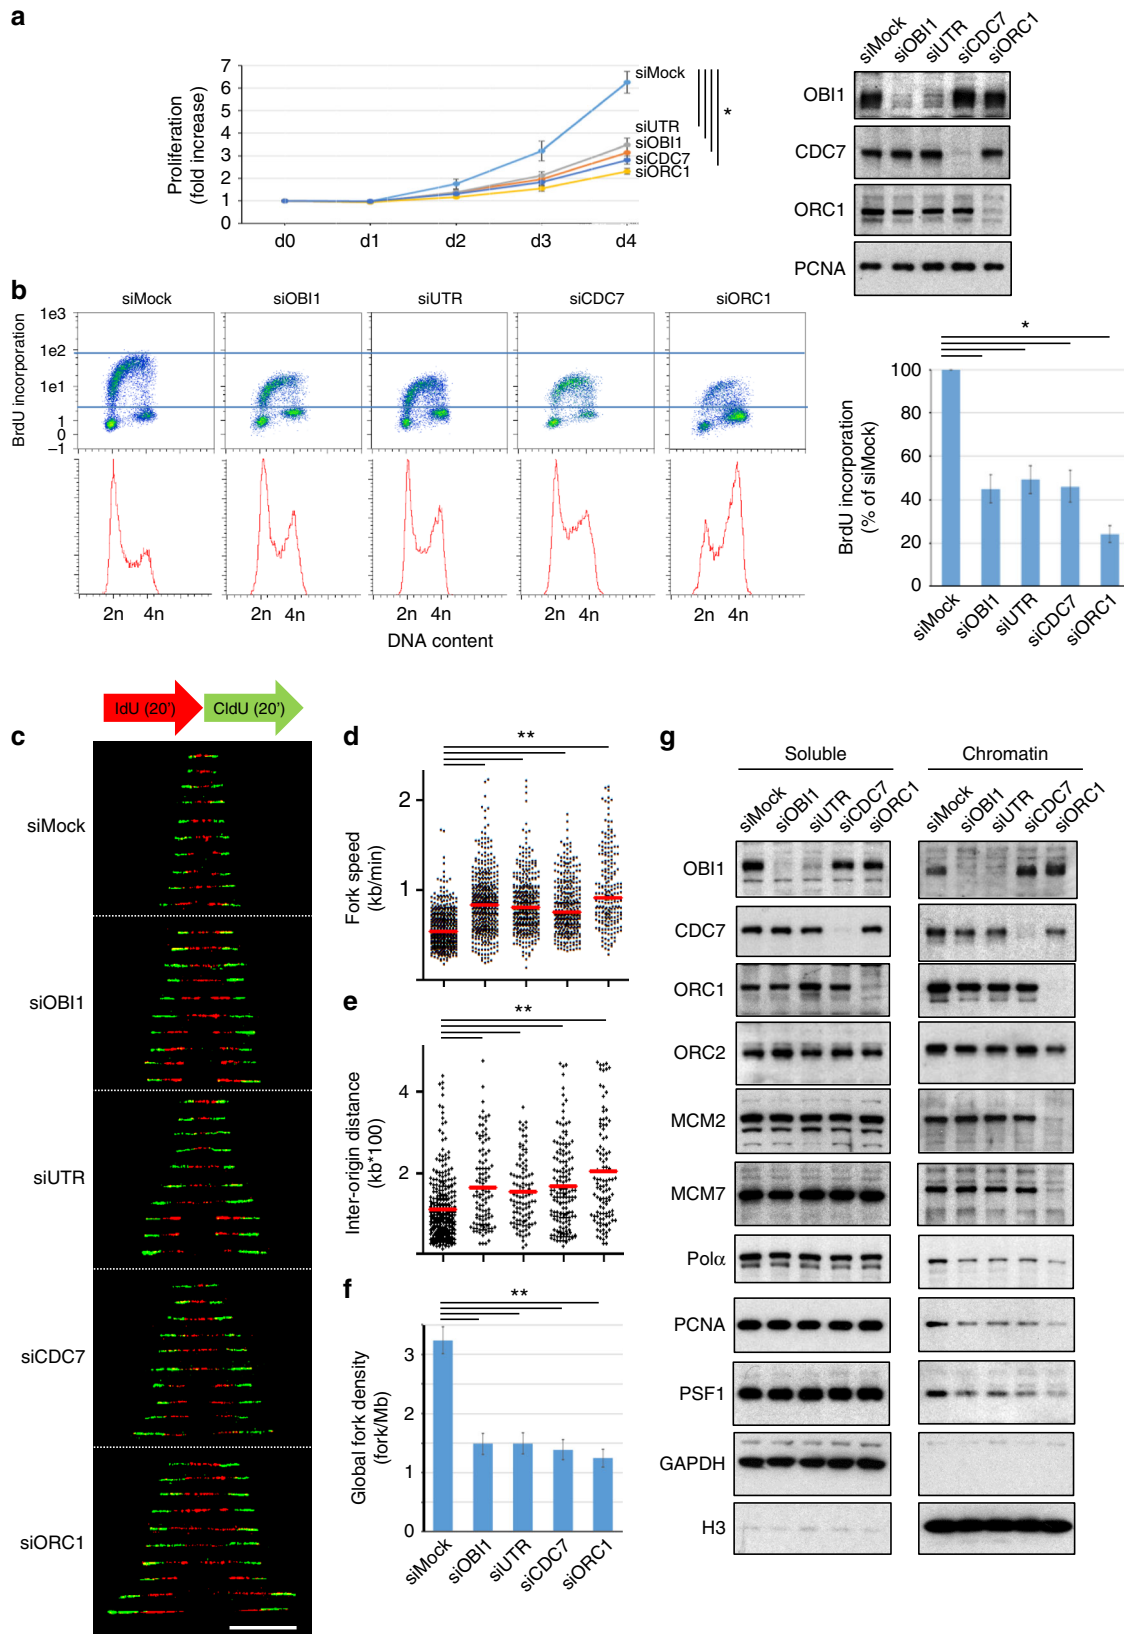 a
Proliferation
(fold increase)
7
6
5
4
3
2
1
0
d0 d1 d2 d3 d4
siMock
siUTR
siOBI1
siCDC7
siORC1
*
siMock siOBI1 siUTR siCDC7 siORC1
OBI1
CDC7
ORC1
PCNA
b
siMock siOBI1 siUTR siCDC7 siORC1
BrdU incorporation
1e3
1e2
1e1
1
0
−1
2n 4n 2n 4n 2n 4n 2n 4n 2n 4n
DNA content
*
BrdU incorporation
(% of siMock)
100
80
60
40
20
0
siMock siOBI1 siUTR siCDC7 siORC1
c
IdU (20') CldU (20')
siMock
siOBI1
siUTR
siCDC7
siORC1
d
**
Fork speed
(kb/min)
2
1
e
**
Inter-origin distance
(kb*100)
4
2
f
**
Global fork density
(fork/Mb)
3
2
1
0
siMock siOBI1 siUTR siCDC7 siORC1
g
Soluble Chromatin
siMock siOBI1 siUTR siCDC7 siORC1 siMock siOBI1 siUTR siCDC7 siORC1
OBI1
CDC7
ORC1
ORC2
MCM2
MCM7
Polα
PCNA
PSF1
GAPDH
H3